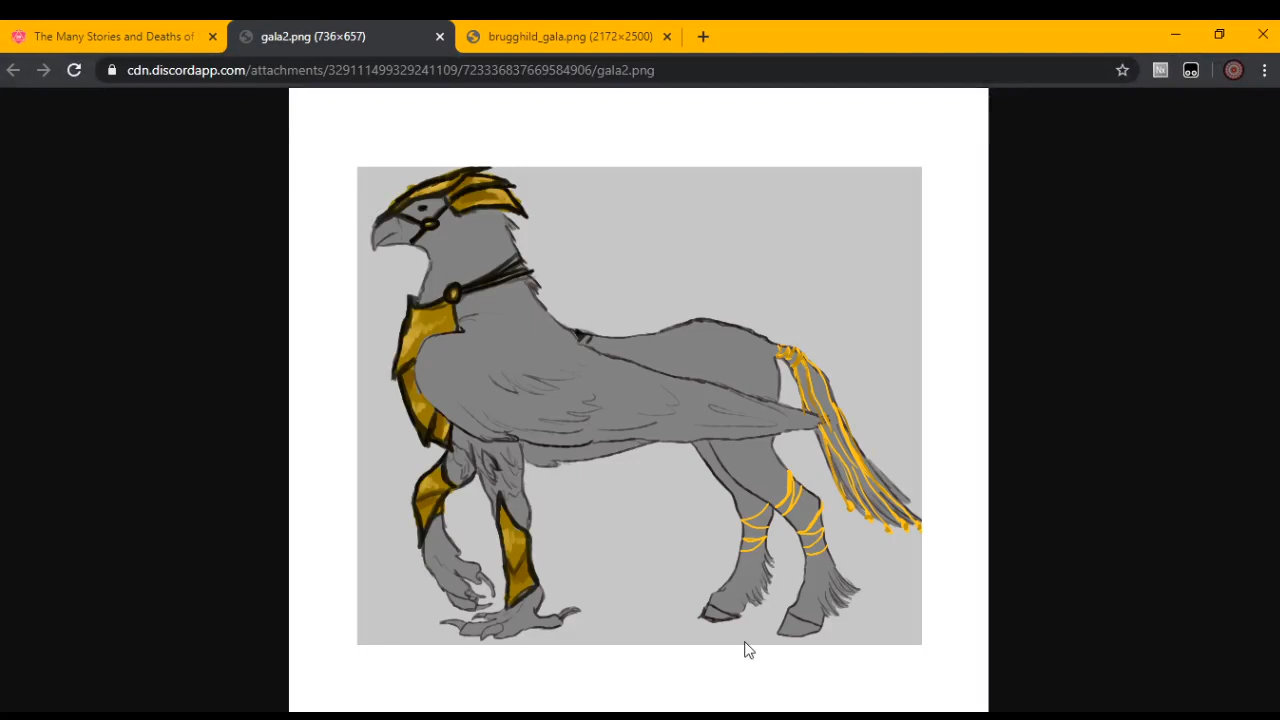 The Many Stories and Deaths of
gala2.png (736×657)
brugghild_gala.png (2172×2500)
cdn.discordapp.com/attachments/329111499329241109/723336837669584906/gala2.png